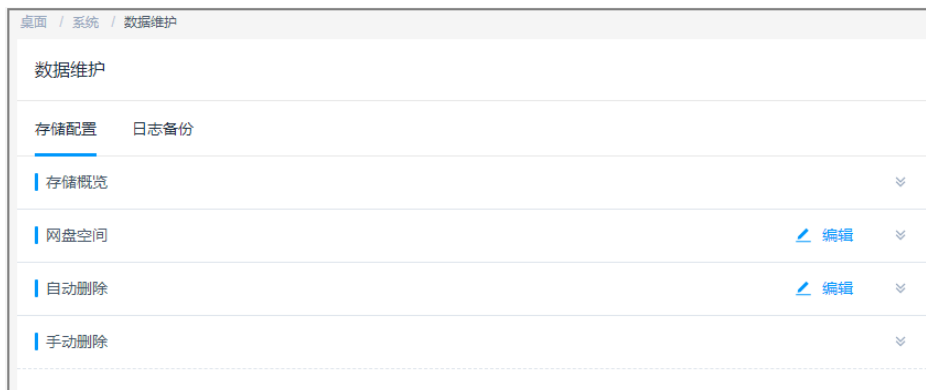 桌面 / 系统 / 数据维护
数据维护
存储配置 日志备份
存储概览
网盘空间 编辑
自动删除 编辑
手动删除